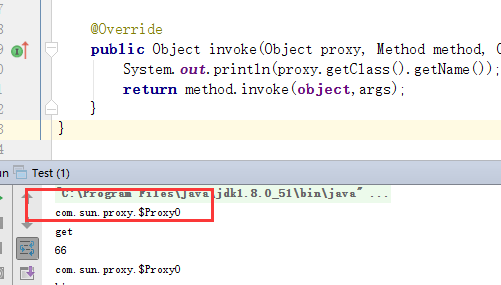 @Override
public Object invoke(Object proxy, Method method, O
System.out.println(proxy.getClass().getName());
return method.invoke(object,args);
}
}
Test (1)
"C:\Program Files\java\jdk1.8.0_51\bin\java" ...
com.sun.proxy.$Proxy0
get
66
com.sun.proxy.$Proxy0